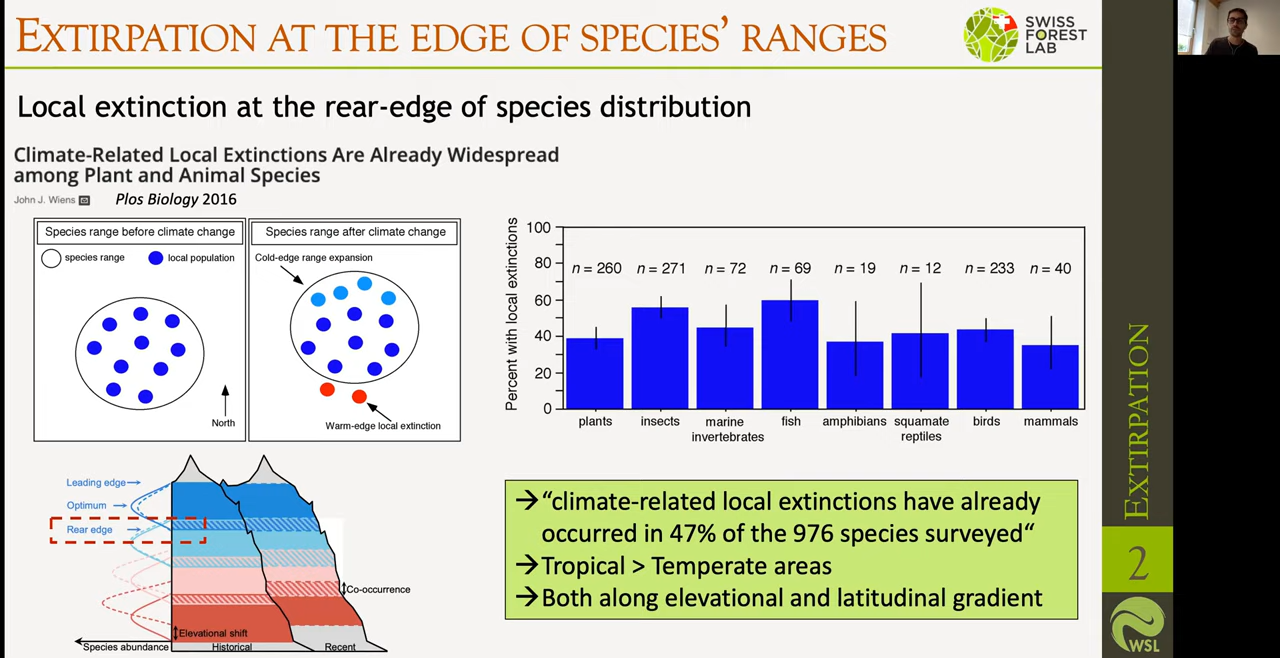 EXTIRPATION AT THE EDGE OF SPECIES’ RANGES
SWISS
FOREST
LAB
Local extinction at the rear-edge of species distribution
Climate-Related Local Extinctions Are Already Widespread
among Plant and Animal Species
John J. Wiens
Plos Biology 2016
Species range before climate change
species range
local population
North
Species range after climate change
Cold-edge range expansion
Warm-edge local extinction
Percent with local extinctions
100
80
60
40
20
0
n = 260
n = 271
n = 72
n = 69
n = 19
n = 12
n = 233
n = 40
plants
insects
marine
invertebrates
fish
amphibians
squamate
reptiles
birds
mammals
Leading edge
Optimum
Rear edge
Co-occurrence
Elevational shift
Species abundance
Historical
Recent
→“climate-related local extinctions have already
occurred in 47% of the 976 species surveyed“
→Tropical > Temperate areas
→Both along elevational and latitudinal gradient
EXTIRPATION
2
WSL